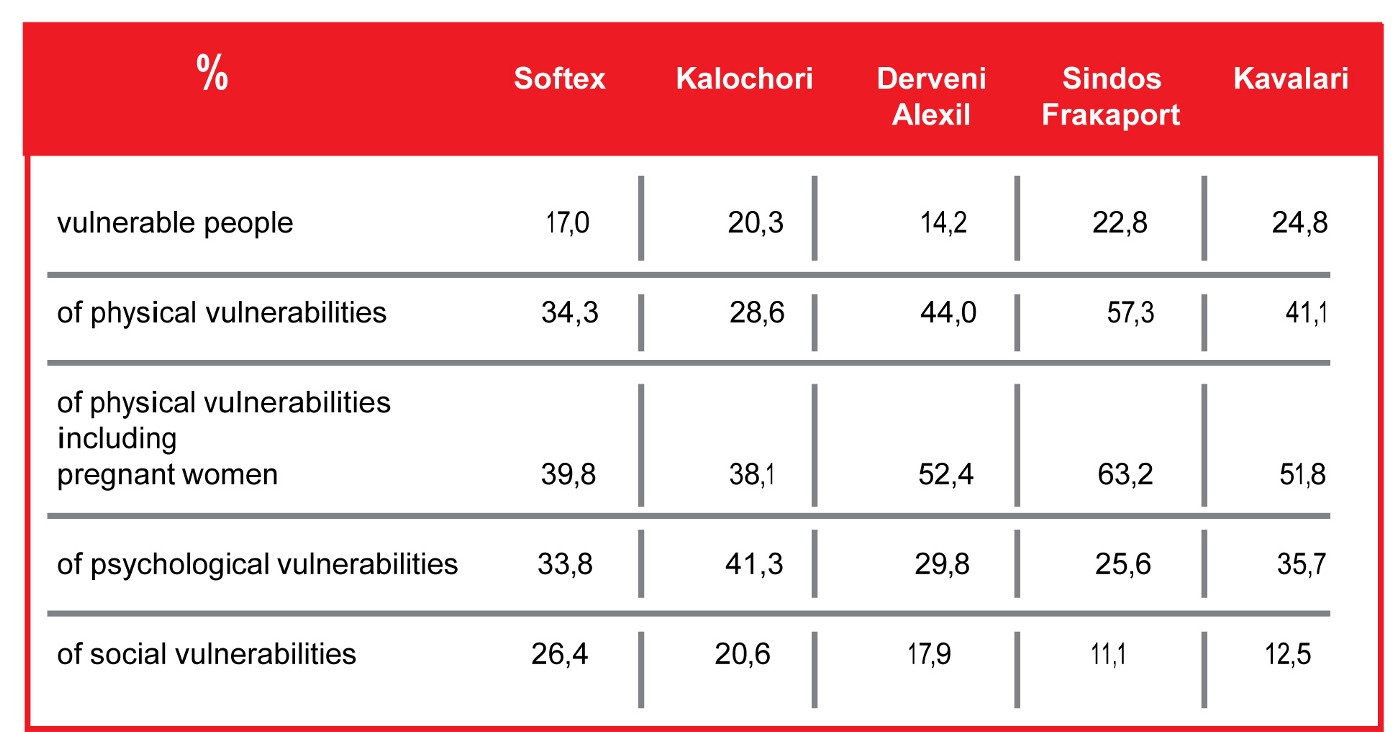 % Softex Kalochori Derveni Sindos Kavalari
Alexil Fraкaport
vulnerable people 17,0 20,3 14,2 22,8 24,8
of physical vulnerabilities 34,3 28,6 44,0 57,3 41,1
of physical vulnerabilities
including
pregnant women 39,8 38,1 52,4 63,2 51,8
of psychological vulnerabilities 33,8 41,3 29,8 25,6 35,7
of social vulnerabilities 26,4 20,6 17,9 11,1 12,5